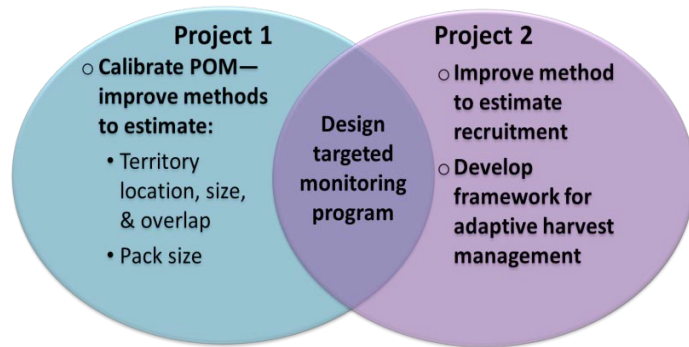 Project 1
○ Calibrate POM—
improve methods
to estimate:
• Territory
location, size,
& overlap
• Pack size
Design
targeted
monitoring
program
Project 2
○ Improve method
to estimate
recruitment
○ Develop
framework for
adaptive harvest
management